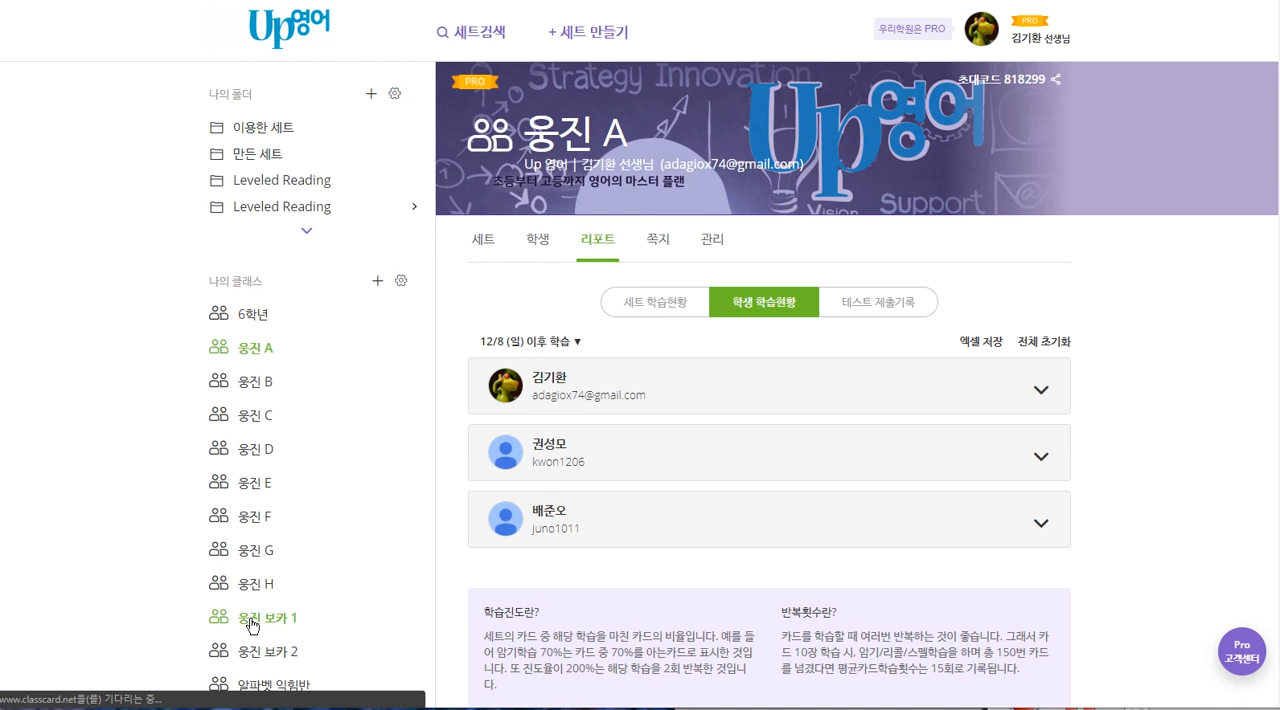 Up영어
세트검색
+ 세트 만들기
우리학원은 PRO
PRO
김기환 선생님
나의 폴더
이용한 세트
만든 세트
Leveled Reading
Leveled Reading
나의 클래스
6학년
웅진 A
웅진 B
웅진 C
웅진 D
웅진 E
웅진 F
웅진 G
웅진 H
웅진 보카 1
웅진 보카 2
알파벳 익힘반
www.classcard.net을(를) 기다리는 중...
PRO
Strategy Innovation
초대코드 818299
Up영어
웅진 A
Up 영어 | 김기환 선생님 (adagiox74@gmail.com)
초등부터 고등까지 영어의 마스터 플랜
Vision
Support
세트
학생
리포트
쪽지
관리
세트 학습현황
학생 학습현황
테스트 제출기록
12/8 (일) 이후 학습 ▼
엑셀 저장
전체 초기화
김기환
adagiox74@gmail.com
권성모
kwon1206
배준오
juno1011
학습진도란?
세트의 카드 중 해당 학습을 마친 카드의 비율입니다. 예를 들
어 암기학습 70%는 카드 중 70%를 아는카드로 표시한 것입
니다. 또 진도율이 200%는 해당 학습을 2회 반복한 것입니
다.
반복횟수란?
카드를 학습할 때 여러번 반복하는 것이 좋습니다. 그래서 카
드 10장 학습 시, 암기/리콜/스펠학습을 하며 총 150번 카드
를 넘겼다면 평균카드학습횟수는 15회로 기록됩니다.
Pro
고객센터